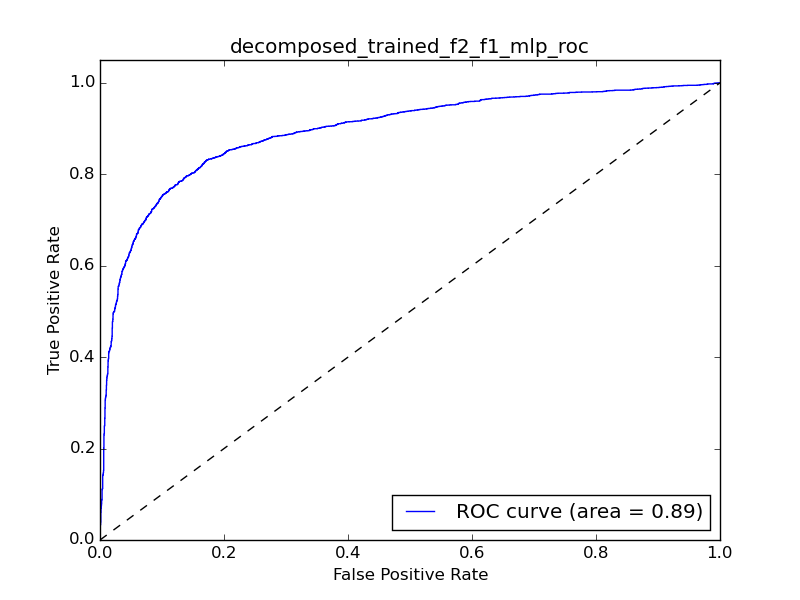 decomposed_trained_f2_f1_mlp_roc
1.0
0.8
0.6
0.4
0.2
0.0
True Positive Rate
ROC curve (area = 0.89)
0.0 0.2 0.4 0.6 0.8 1.0
False Positive Rate